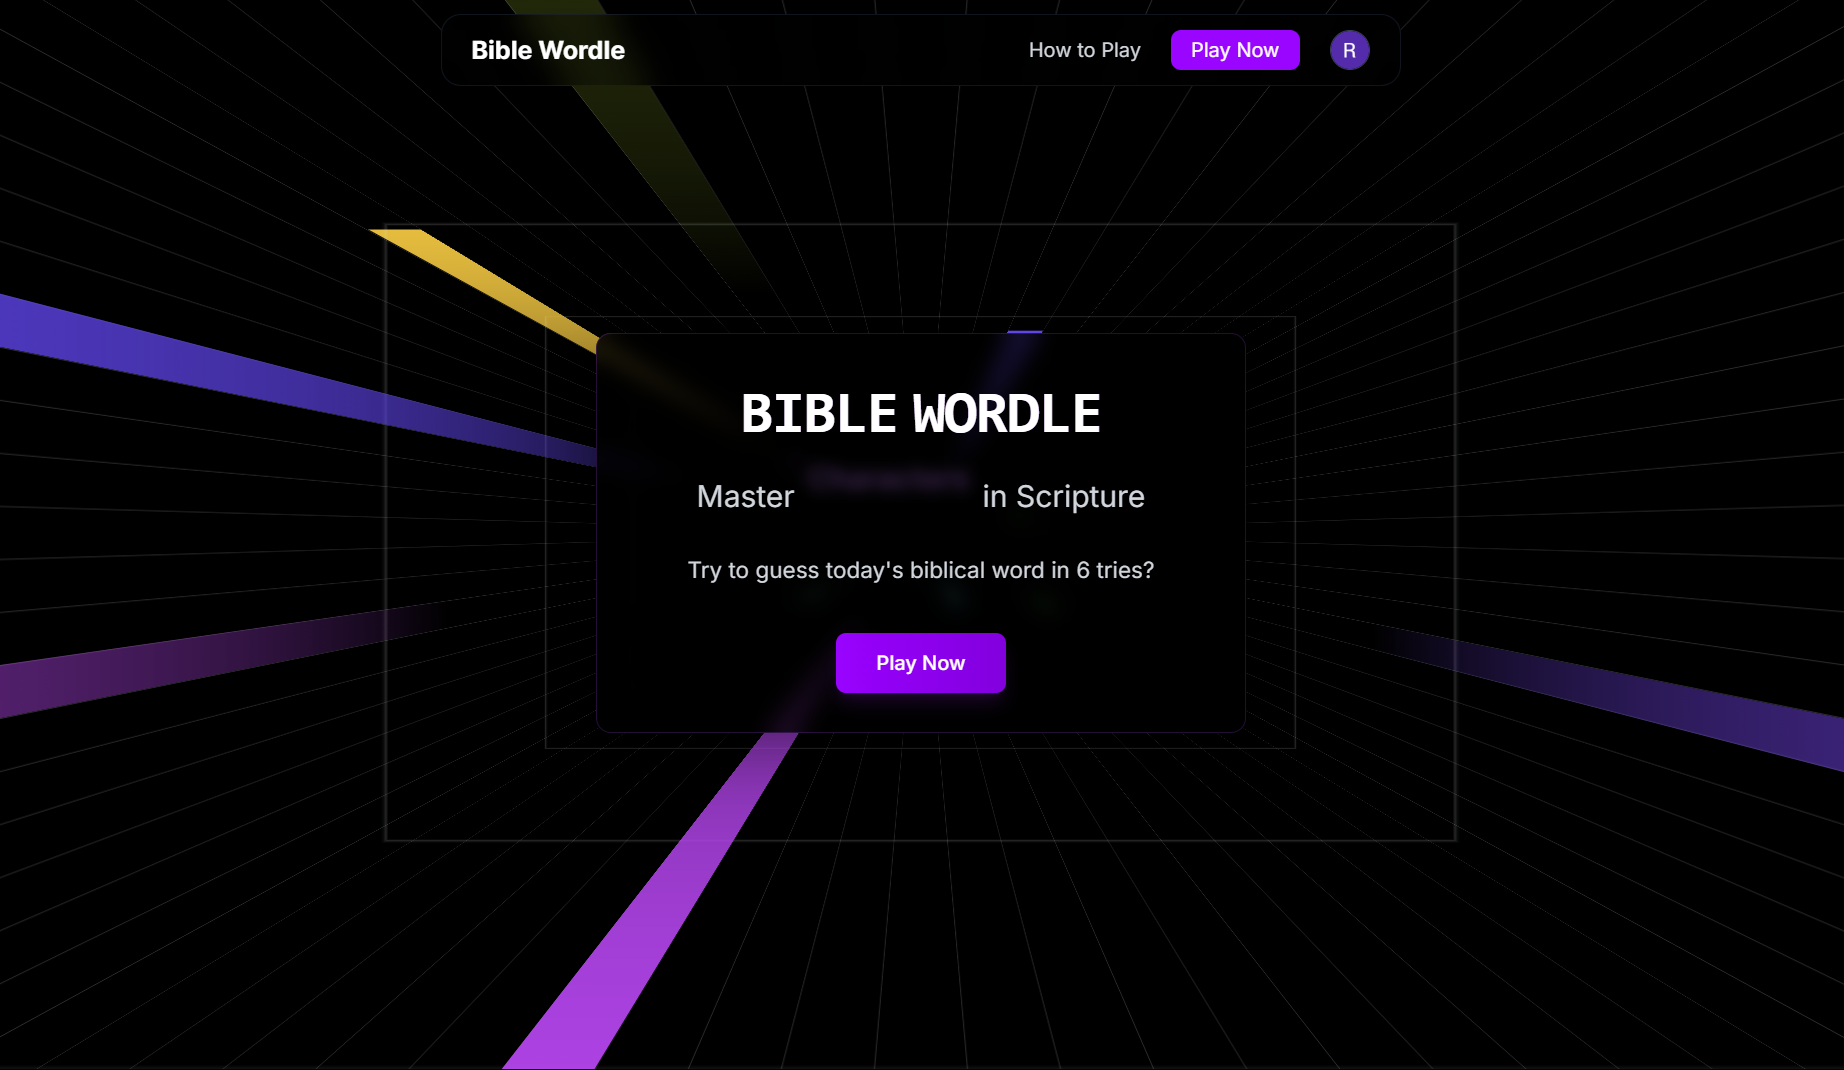 Bible Wordle
How to Play
Play Now
R
BIBLE WORDLE
Master Characters in Scripture
Try to guess today's biblical word in 6 tries?
Play Now